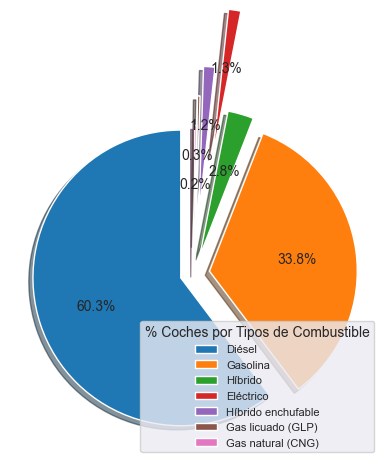 1.3%
1.2%
0.3%
2.8%
0.2%
33.8%
60.3%
% Coches por Tipos de Combustible
Diésel
Gasolina
Híbrido
Eléctrico
Híbrido enchufable
Gas licuado (GLP)
Gas natural (CNG)